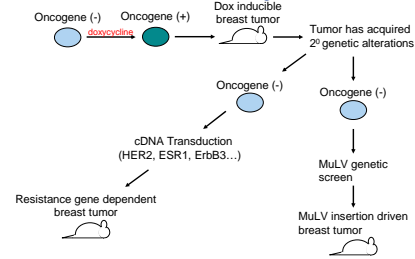 Oncogene (-)
doxycycline
Oncogene (+)
Dox inducible
breast tumor
Tumor has acquired
2⁰ genetic alterations
Oncogene (-)
Oncogene (-)
cDNA Transduction
(HER2, ESR1, ErbB3…)
Resistance gene dependent
breast tumor
MuLV genetic
screen
MuLV insertion driven
breast tumor